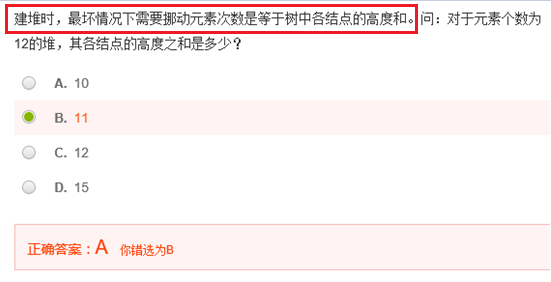 建堆时，最坏情况下需要挪动元素次数是等于树中各结点的高度和。问：对于元素个数为
12的堆，其各结点的高度之和是多少？
A. 10
B. 11
C. 12
D. 15
正确答案：A 你错选为B